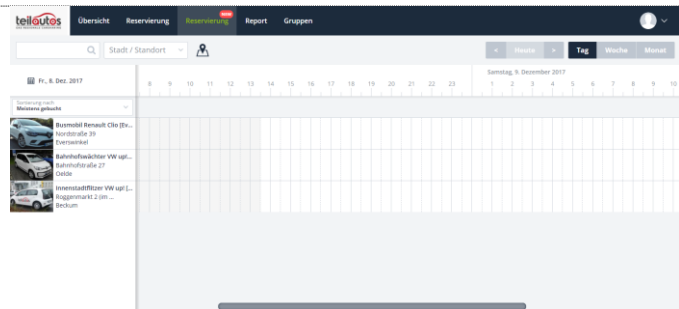 teilautos
Übersicht
Reservierung
Reservierung
Report
Gruppen
Stadt / Standort
<
Heute
>
Tag
Woche
Monat
Fr., 8. Dez. 2017
Samstag, 9. Dezember 2017
8 9 10 11 12 13 14 15 16 17 18 19 20 21 22 23 1 2 3 4 5 6 7 8 9 10
Sortierung nach
Meistens gebucht
Busmobil Renault Clio [Ev...
Nordstraße 39
Everswinkel
Bahnhofswächter VW up!...
Bahnhofstraße 27
Oelde
Innenstadtflitzer VW up! [...
Roggenmarkt 2 (im ...
Beckum